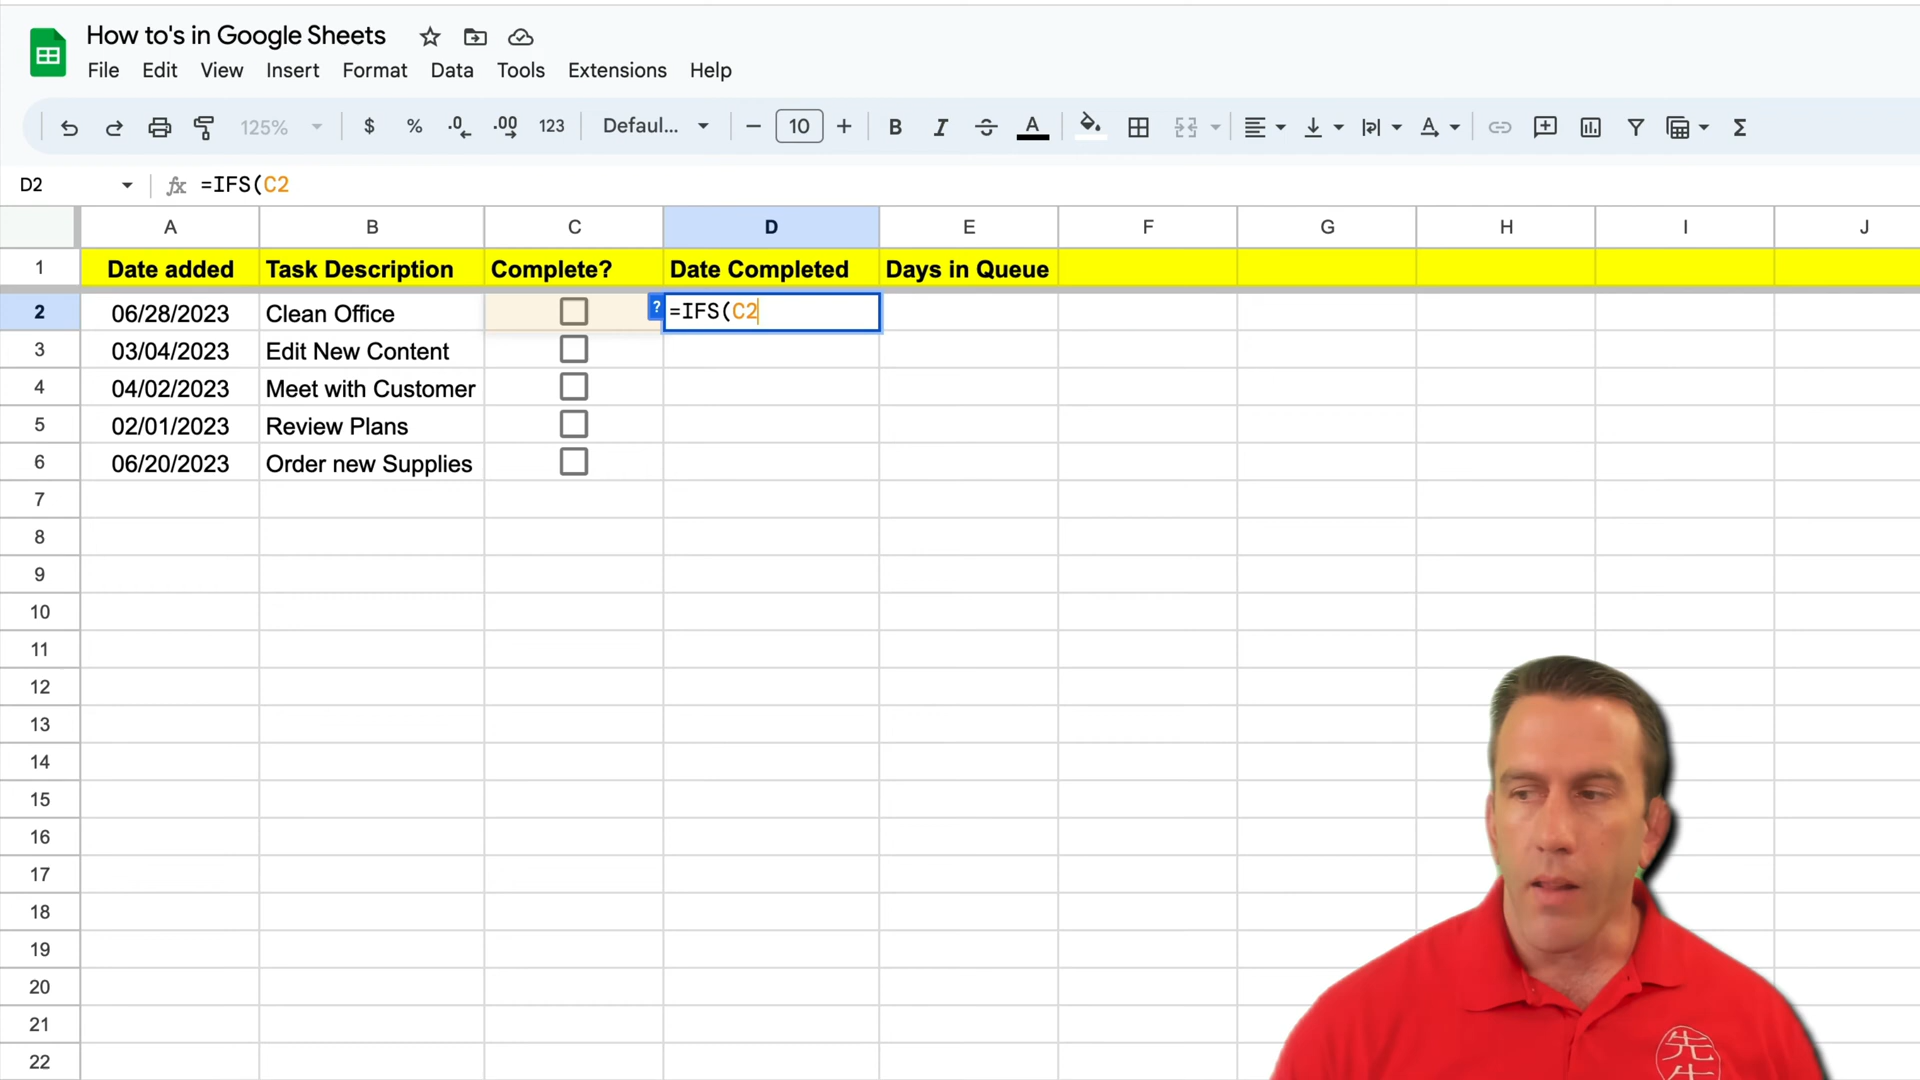 How to's in Google Sheets
File Edit View Insert Format Data Tools Extensions Help
125% $ % .0 .00 123 Defaul... 10 B I A A Σ
D2 fx =IFS(C2
A B C D E F G H I J
1 Date added Task Description Complete? Date Completed Days in Queue
2 06/28/2023 Clean Office ? =IFS(C2
3 03/04/2023 Edit New Content
4 04/02/2023 Meet with Customer
5 02/01/2023 Review Plans
6 06/20/2023 Order new Supplies
7
8
9
10
11
12
13
14
15
16
17
18
19
20
21
22
先生